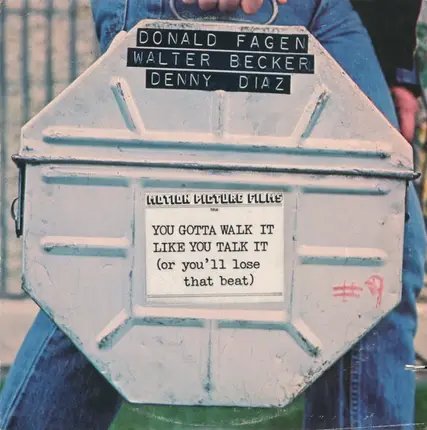 DONALD FAGEN
WALTER BECKER
DENNY DIAZ
MOTION PICTURE FILMS
YOU GOTTA WALK IT
LIKE YOU TALK IT
(or you'll lose
that beat)
#9